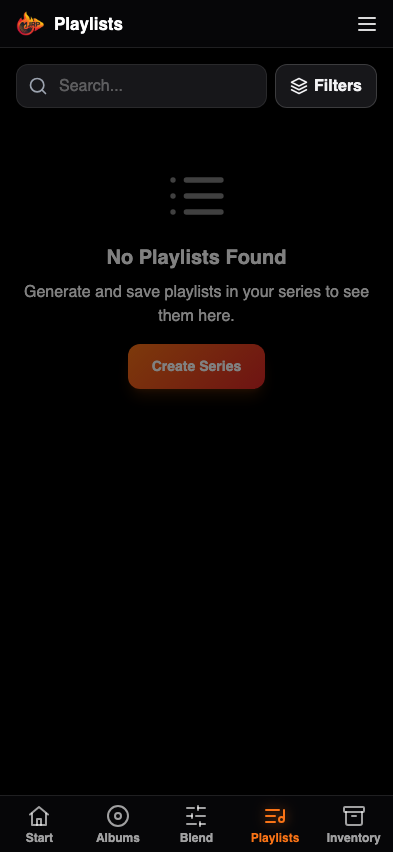 Playlists
Search...
Filters
No Playlists Found
Generate and save playlists in your series to see
them here.
Create Series
Start
Albums
Blend
Playlists
Inventory